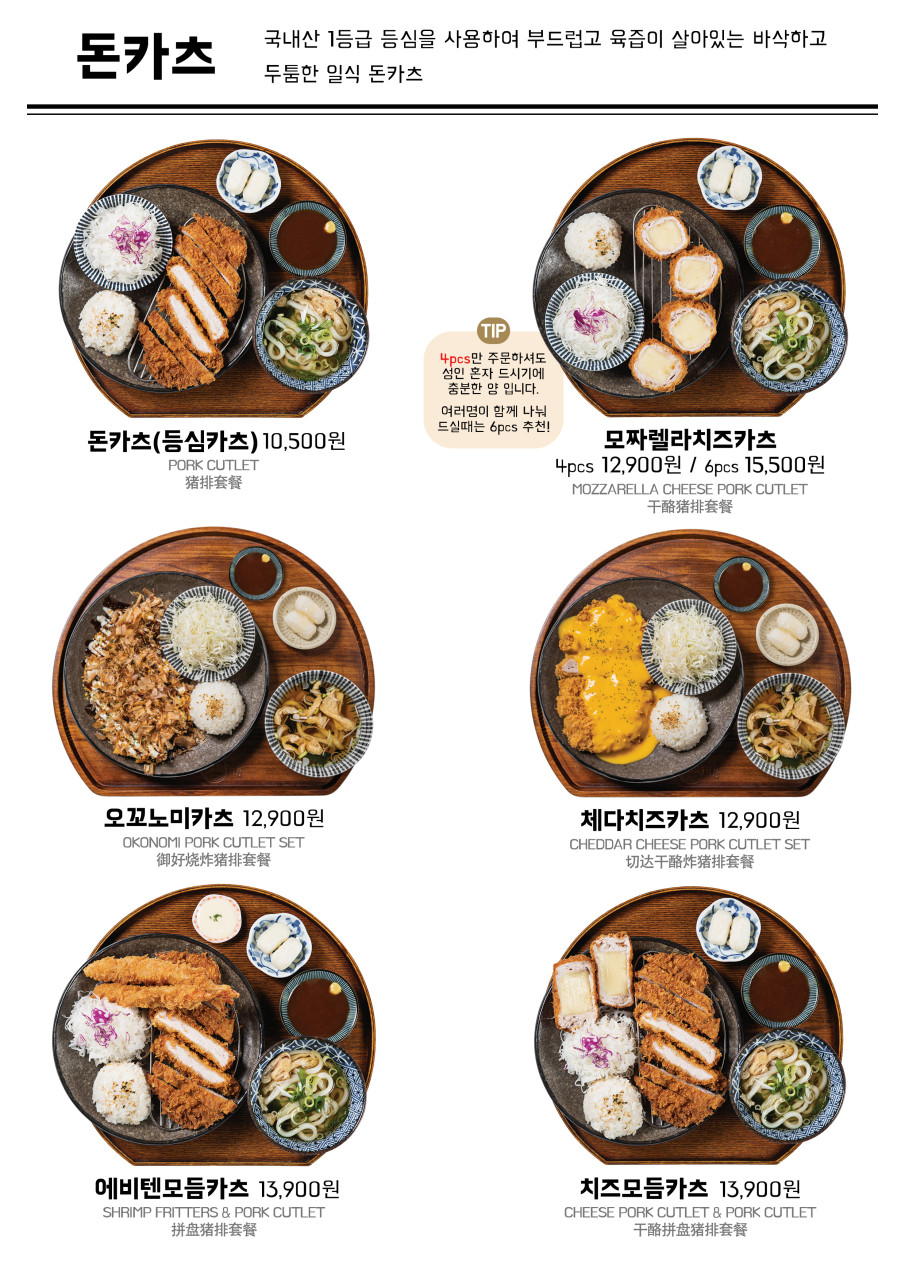 돈카츠
국내산 1등급 등심을 사용하여 부드럽고 육즙이 살아있는 바삭하고
두툼한 일식 돈카츠
돈카츠(등심카츠) 10,500원
PORK CUTLET
猪排套餐
TIP
4pcs만 주문하셔도
성인 혼자 드시기에
충분한 양 입니다.
여러명이 함께 나눠
드실때는 6pcs 추천!
모짜렐라치즈카츠
4pcs 12,900원 / 6pcs 15,500원
MOZZARELLA CHEESE PORK CUTLET
干酪猪排套餐
오꼬노미카츠 12,900원
OKONOMI PORK CUTLET SET
御好烧炸猪排套餐
체다치즈카츠 12,900원
CHEDDAR CHEESE PORK CUTLET SET
切达干酪炸猪排套餐
에비텐모듬카츠 13,900원
SHRIMP FRITTERS & PORK CUTLET
拼盘猪排套餐
치즈모듬카츠 13,900원
CHEESE PORK CUTLET & PORK CUTLET
干酪拼盘猪排套餐